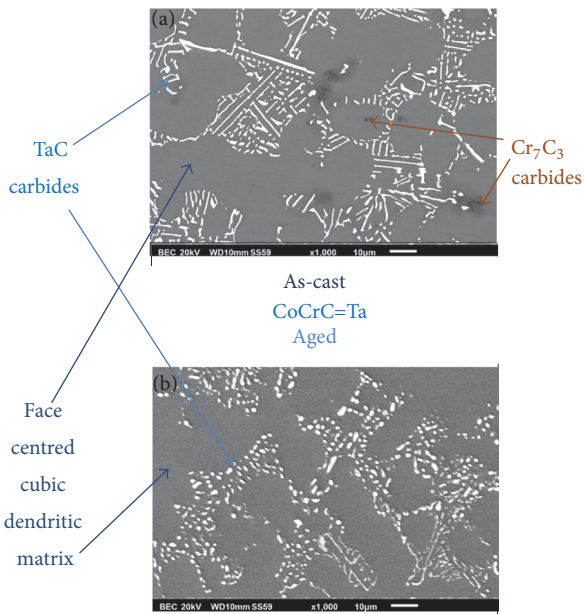 (a)
TaC
carbides
Cr₇C₃
carbides
BEC 20kV WD10mm SS59 x1,000 10μm
As-cast
CoCrC=Ta
Aged
(b)
Face
centred
cubic
dendritic
matrix
BEC 20kV WD10mm SS59 x1,000 10μm